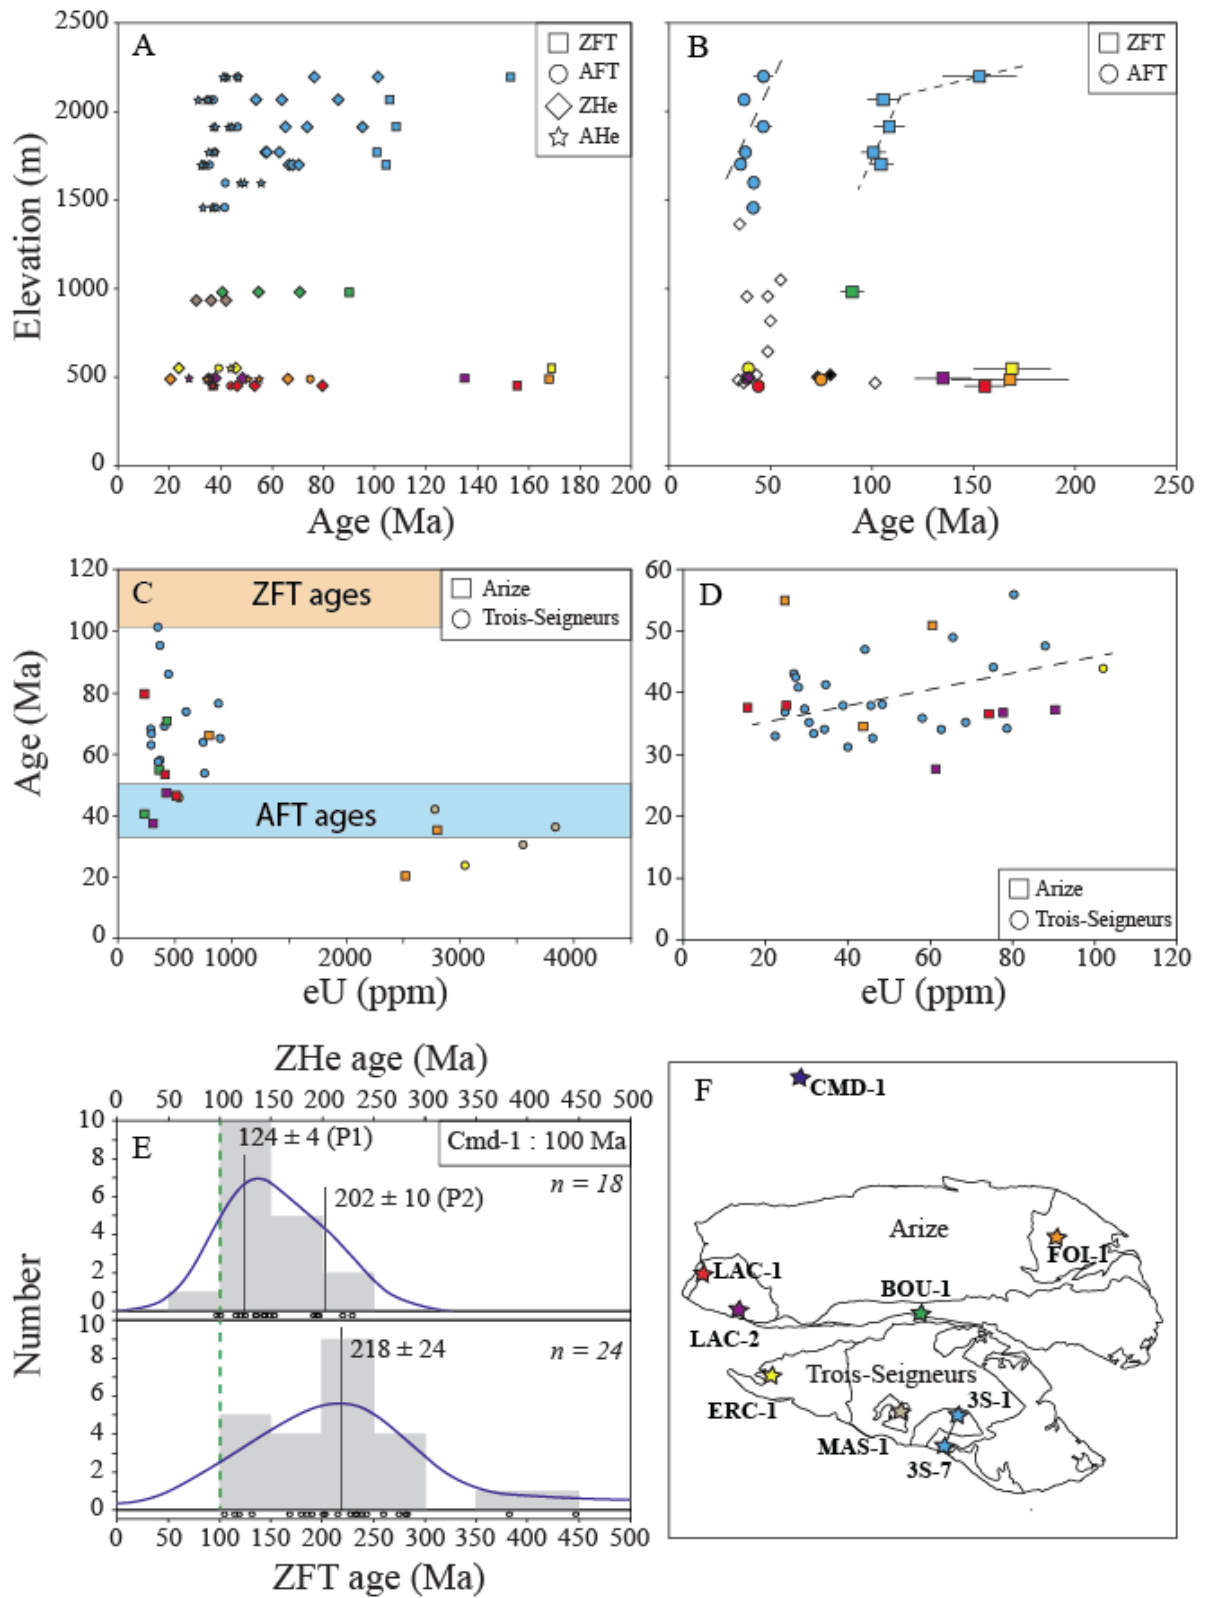 A
ZFT
AFT
ZHe
AHe
Elevation (m)
2500
2000
1500
1000
500
0
0 20 40 60 80 100 120 140 160 180 200
Age (Ma)
B
ZFT
AFT
0 50 100 150 200 250
Age (Ma)
C
ZFT ages
AFT ages
Arize
Trois-Seigneurs
Age (Ma)
120
100
80
60
40
20
0
0 500 1000 2000 3000 4000
eU (ppm)
D
60
50
40
30
20
10
0
Arize
Trois-Seigneurs
0 20 40 60 80 100 120
eU (ppm)
ZHe age (Ma)
0 50 100 150 200 250 300 350 400 450 500
E
124 ± 4 (P1)
Cmd-1 : 100 Ma
202 ± 10 (P2)
n = 18
10
8
6
4
2
0
Number
218 ± 24
n = 24
10
8
6
4
2
0
0 50 100 150 200 250 300 350 400 450 500
ZFT age (Ma)
F
CMD-1
Arize
FOI-1
LAC-1
BOU-1
LAC-2
Trois-Seigneurs
3S-1
ERC-1
MAS-1
3S-7